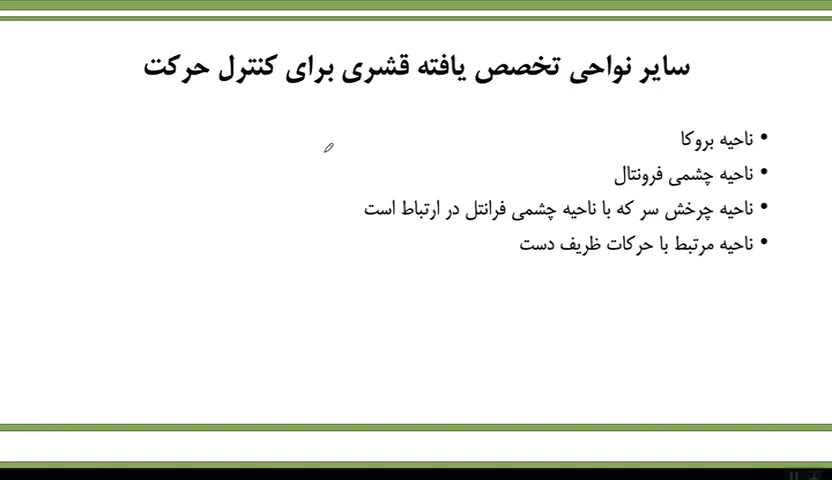 سایر نواحی تخصص یافته قشری برای کنترل حرکت
• ناحیه بروکا
• ناحیه چشمی فرونتال
• ناحیه چرخش سر که با ناحیه چشمی فرانتل در ارتباط است
• ناحیه مرتبط با حرکات ظریف دست